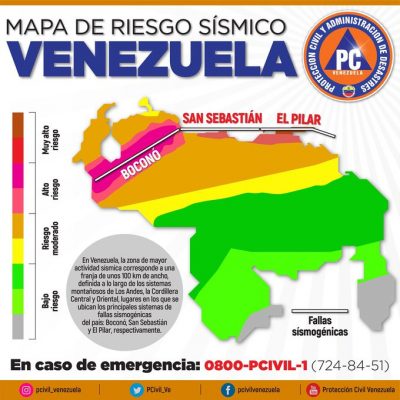 MAPA DE RIESGO SÍSMICO
VENEZUELA
PROTECCIÓN CIVIL Y ADMINISTRACIÓN DE DESASTRES
PC
VENEZUELA
SAN SEBASTIÁN
EL PILAR
BOCONÓ
Muy alto
riesgo
Alto
riesgo
Riesgo
moderado
Bajo
riesgo
En Venezuela, la zona de mayor
actividad sísmica corresponde a una
franja de unos 100 km de ancho,
definida a lo largo de los sistemas
montañosos de Los Andes, la Cordillera
Central y Oriental, lugares en los que se
ubican los principales sistemas de
fallas sismogénicas
del país: Boconó, San Sebastián
y El Pilar, respectivamente.
Fallas
sismogénicas
En caso de emergencia: 0800-PCIVIL-1 (724-84-51)
pcivil_venezuela
PCivil_Ve
pcivilvenezuela
Protección Civil Venezuela